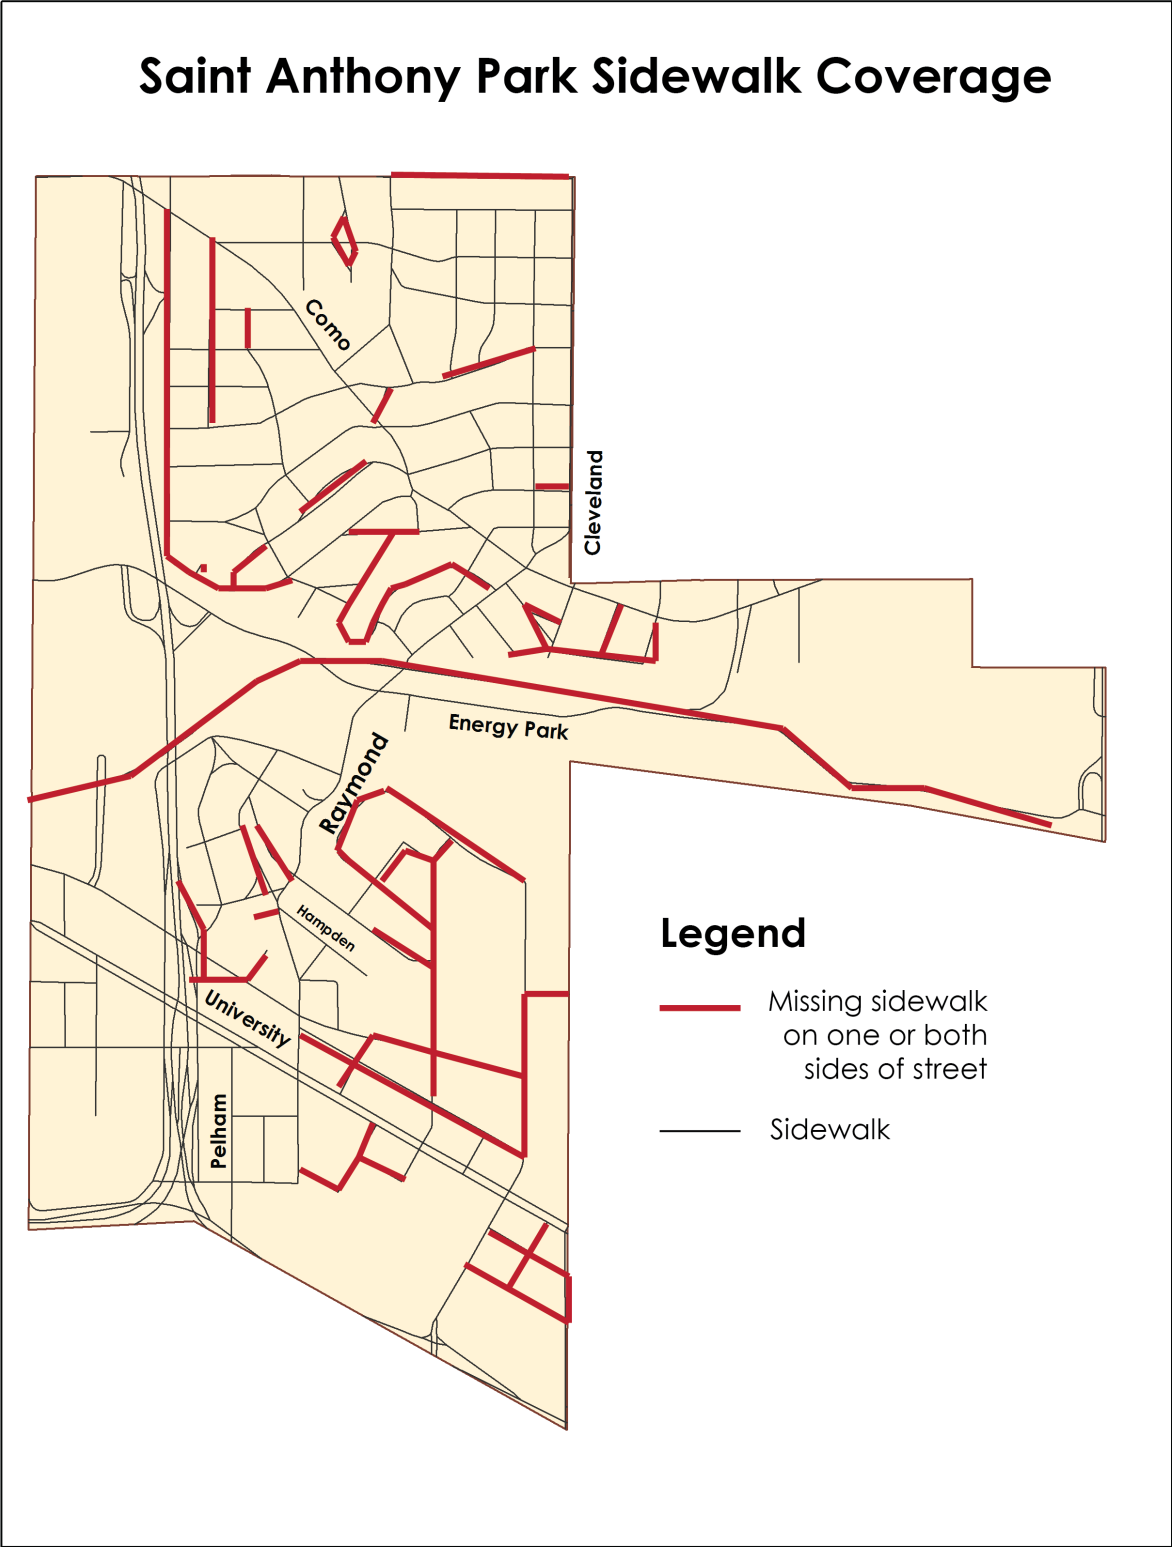 Saint Anthony Park Sidewalk Coverage
Como
Cleveland
Energy Park
Raymond
Hampden
University
Pelham
Legend
Missing sidewalk
on one or both
sides of street
Sidewalk